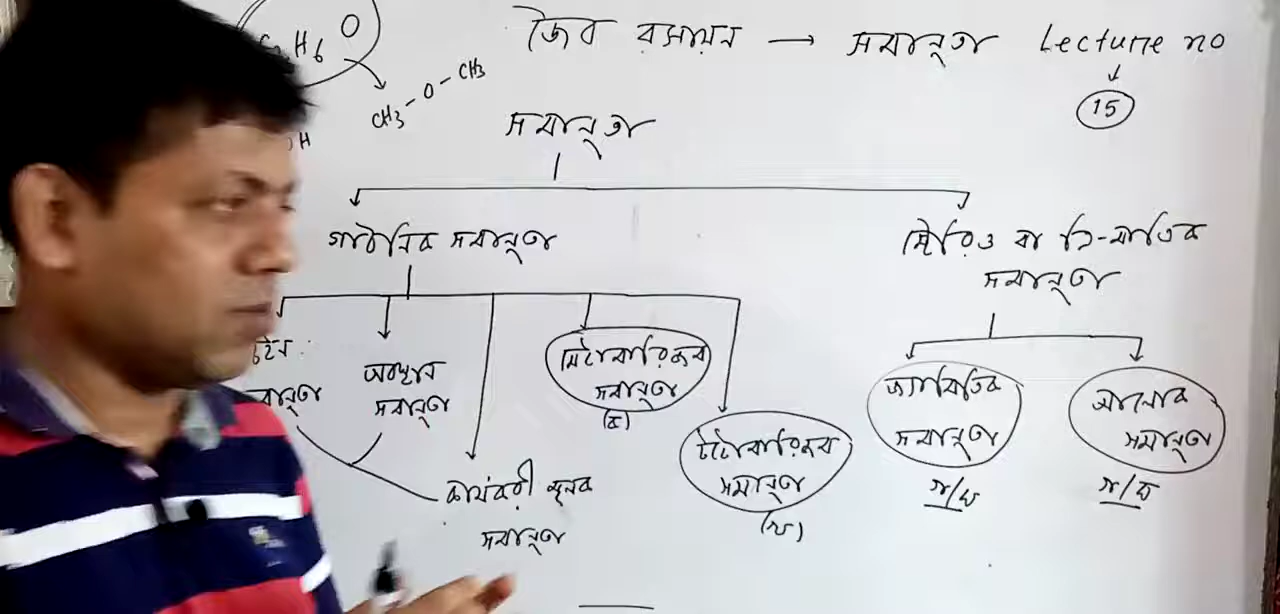 H6 O
জৈব রসায়ন → সমানুতা Lecture no
15
CH3 - O - CH3
H
সমানুতা
গাঠনিক সমানুতা
স্টেরিও বা ত্রি-মাত্রিক
সমানুতা
অবস্থান
সমানুতা
মেটামারিজম
সমানুতা
(ক)
টটোমারিজম
সমানুতা
(খ)
কার্যকরী মূলক
সমানুতা
জ্যামিতিক
সমানুতা
গ/ঘ
আলোক
সমানুতা
গ/ঘ